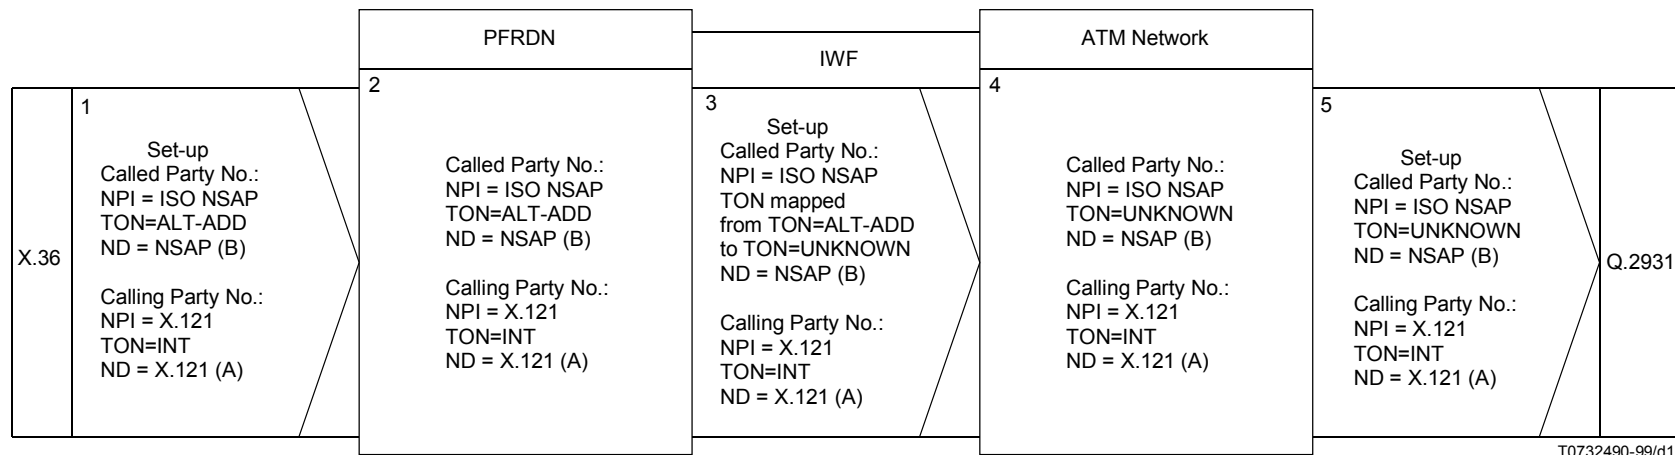 PFRDN
IWF
ATM Network
X.36
1
Set-up
Called Party No.:
NPI = ISO NSAP
TON=ALT-ADD
ND = NSAP (B)
Calling Party No.:
NPI = X.121
TON=INT
ND = X.121 (A)
2
Called Party No.:
NPI = ISO NSAP
TON=ALT-ADD
ND = NSAP (B)
Calling Party No.:
NPI = X.121
TON=INT
ND = X.121 (A)
3
Set-up
Called Party No.:
NPI = ISO NSAP
TON mapped
from TON=ALT-ADD
to TON=UNKNOWN
ND = NSAP (B)
Calling Party No.:
NPI = X.121
TON=INT
ND = X.121 (A)
4
Called Party No.:
NPI = ISO NSAP
TON=UNKNOWN
ND = NSAP (B)
Calling Party No.:
NPI = X.121
TON=INT
ND = X.121 (A)
5
Set-up
Called Party No.:
NPI = ISO NSAP
TON=UNKNOWN
ND = NSAP (B)
Calling Party No.:
NPI = X.121
TON=INT
ND = X.121 (A)
Q.2931
T0732490-99/d1